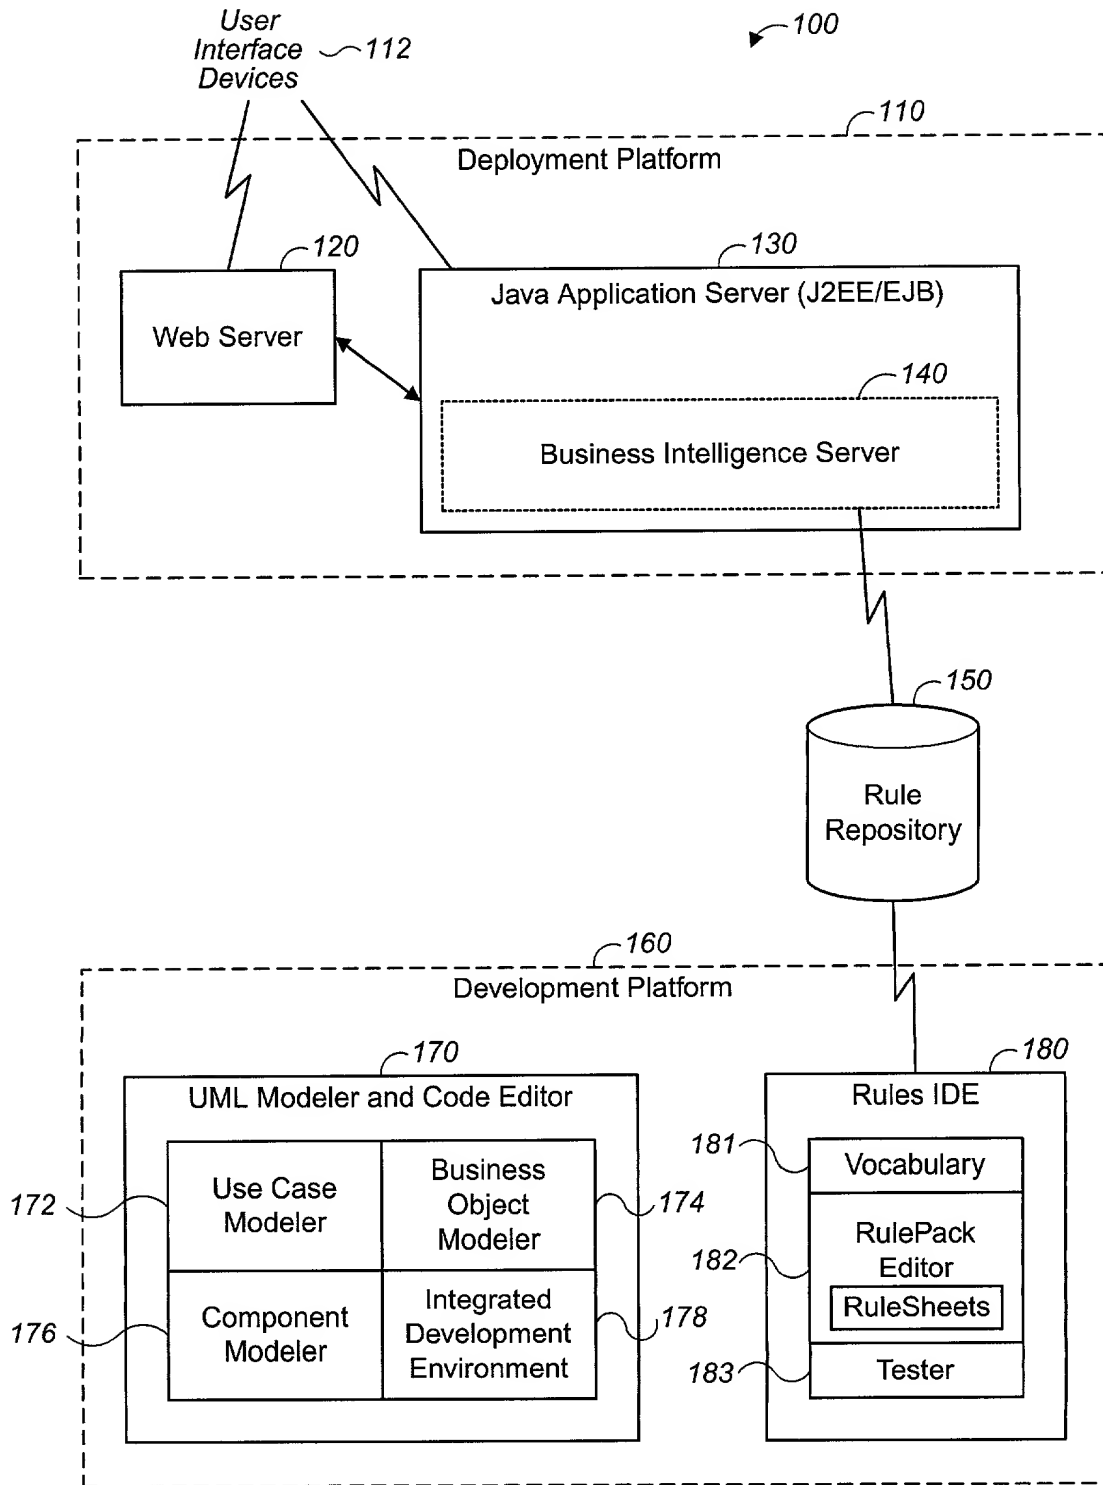 User
Interface
Devices
112
100
110
Deployment Platform
120
130
Web Server
Java Application Server (J2EE/EJB)
140
Business Intelligence Server
150
Rule
Repository
160
Development Platform
170
180
UML Modeler and Code Editor
Rules IDE
172
Use Case
Modeler
Business
Object
Modeler
174
176
Component
Modeler
Integrated
Development
Environment
178
181
Vocabulary
182
RulePack
Editor
RuleSheets
183
Tester